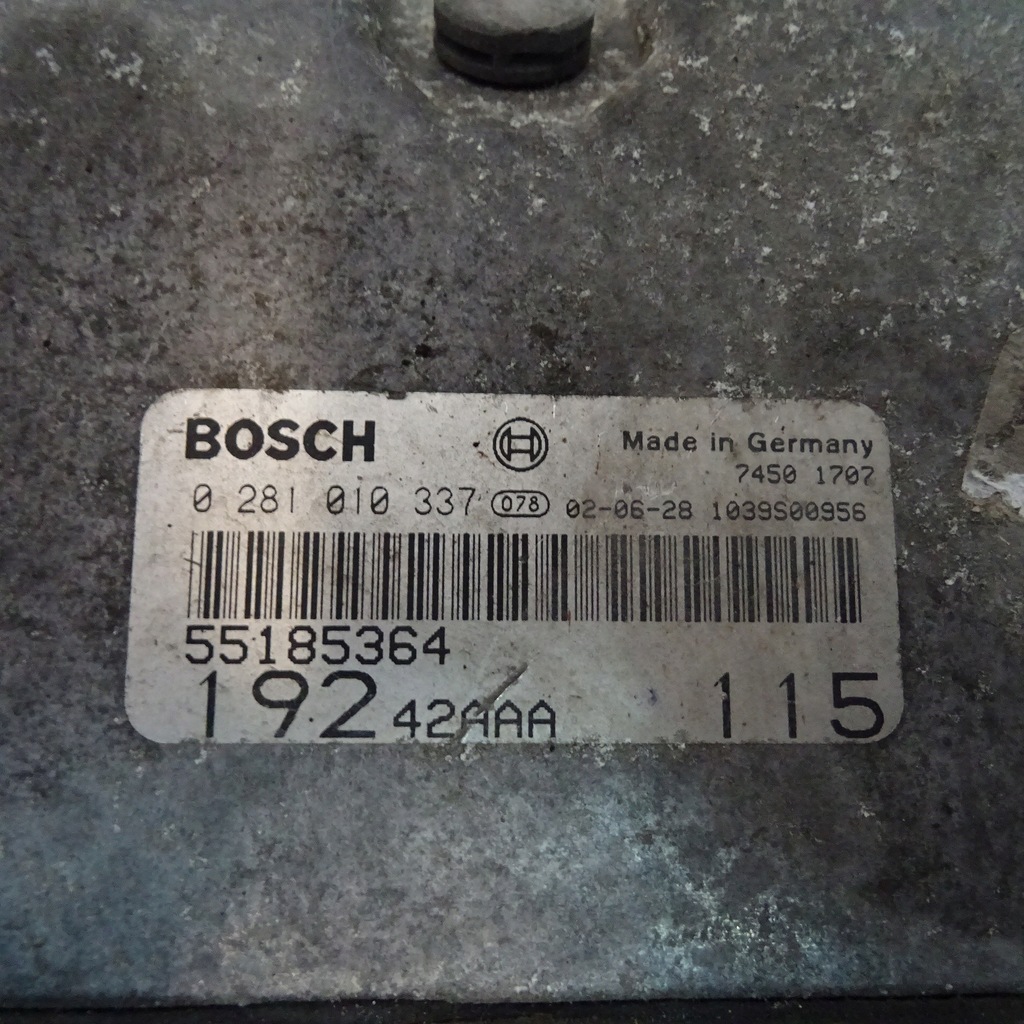 BOSCH Made in Germany
7450 1707
0 281 010 337 078 02-06-28 1039S00956
55185364
192 42AAA 115